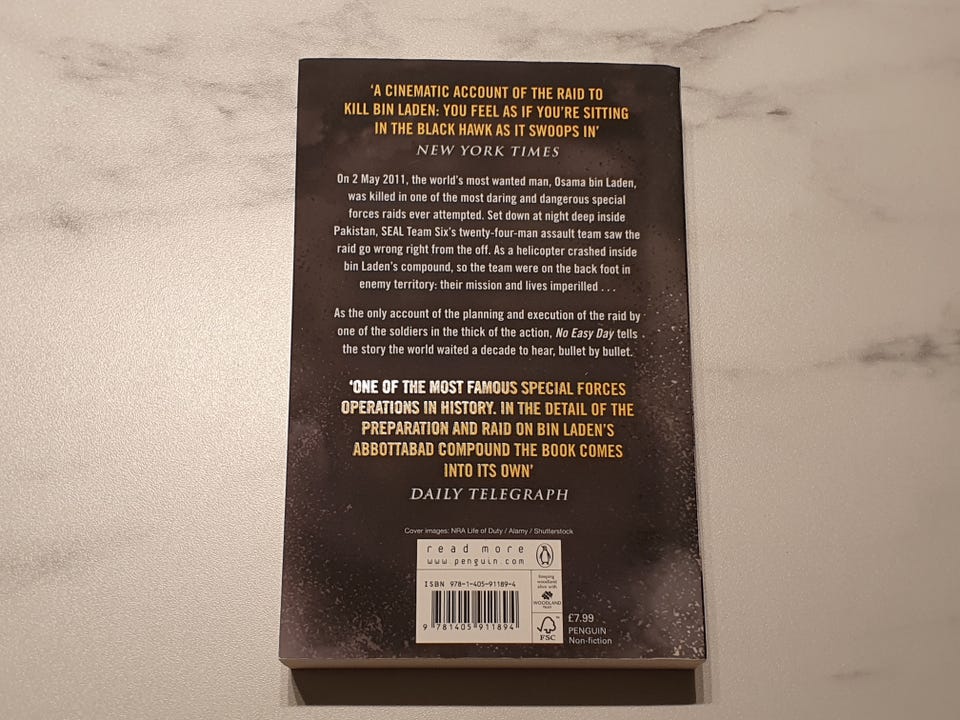 ‘A CINEMATIC ACCOUNT OF THE RAID TO
KILL BIN LADEN: YOU FEEL AS IF YOU’RE SITTING
IN THE BLACK HAWK AS IT SWOOPS IN’
NEW YORK TIMES
On 2 May 2011, the world’s most wanted man, Osama bin Laden,
was killed in one of the most daring and dangerous special
forces raids ever attempted. Set down at night deep inside
Pakistan, SEAL Team Six’s twenty-four-man assault team saw the
raid go wrong right from the off. As a helicopter crashed inside
bin Laden’s compound, so the team were on the back foot in
enemy territory: their mission and lives imperilled . . .
As the only account of the planning and execution of the raid by
one of the soldiers in the thick of the action, No Easy Day tells
the story the world waited a decade to hear, bullet by bullet.
‘ONE OF THE MOST FAMOUS SPECIAL FORCES
OPERATIONS IN HISTORY. IN THE DETAIL OF THE
PREPARATION AND RAID ON BIN LADEN’S
ABBOTTABAD COMPOUND THE BOOK COMES
INTO ITS OWN’
DAILY TELEGRAPH
Cover images: NRA Life of Duty / Alamy / Shutterstock
read more
www.penguin.com
ISBN 978-1-405-91189-4
9 781405 911894
keeping
woodland
alive with
WOODLAND
TRUST
FSC
£7.99
PENGUIN
Non-fiction